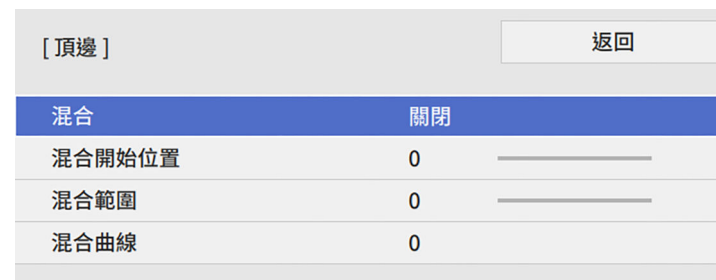 [ 頂邊 ]
返回
混合 關閉
混合開始位置 0
混合範圍 0
混合曲線 0